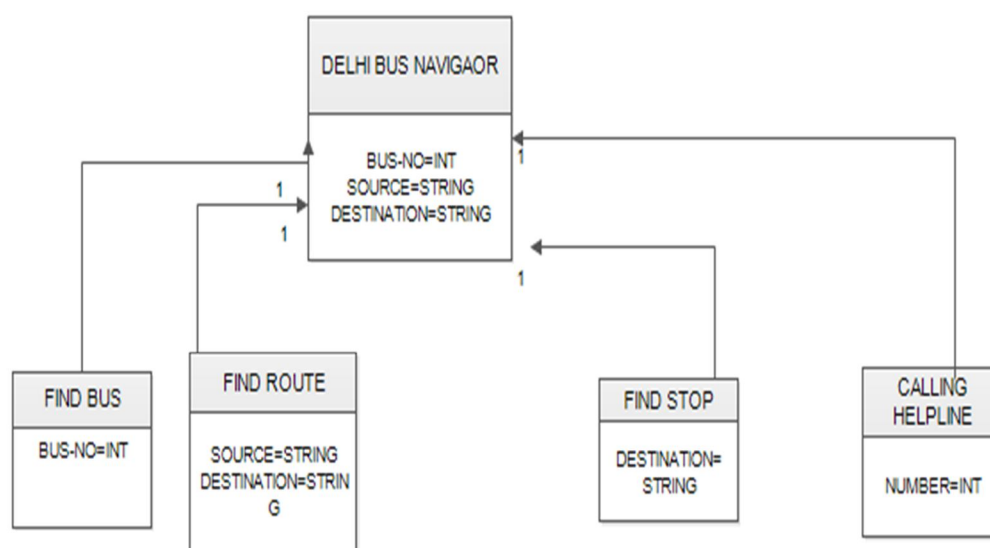 DELHI BUS NAVIGAOR
BUS-NO=INT
SOURCE=STRING
DESTINATION=STRING
1
1
1
1
FIND BUS
BUS-NO=INT
FIND ROUTE
SOURCE=STRING
DESTINATION=STRIN
G
FIND STOP
DESTINATION=
STRING
CALLING
HELPLINE
NUMBER=INT